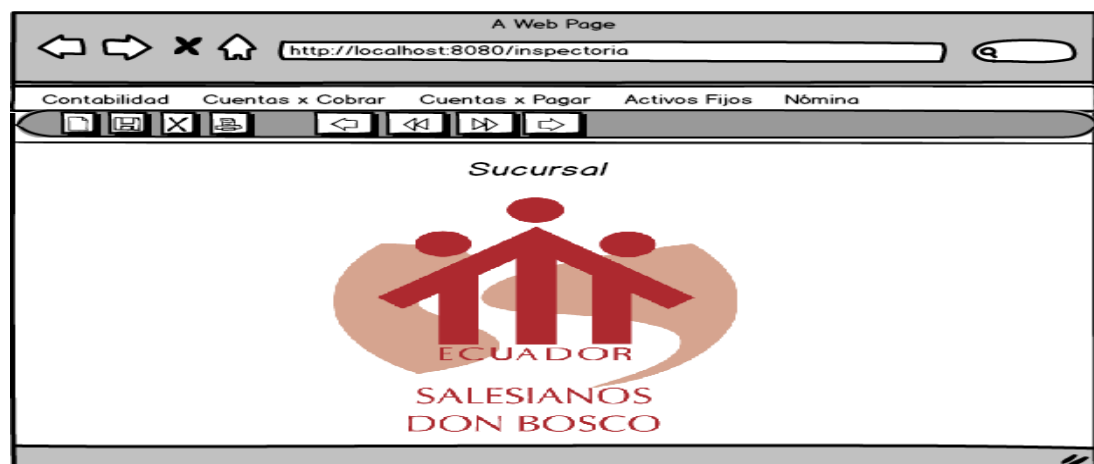 A Web Page
http://localhost:8080/inspectoria
Contabilidad Cuentas x Cobrar Cuentas x Pagar Activos Fijos Nómina
Sucursal
ECUADOR
SALESIANOS
DON BOSCO